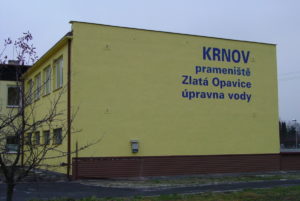 KRNOV
prameniště
Zlatá Opavice
úpravna vody